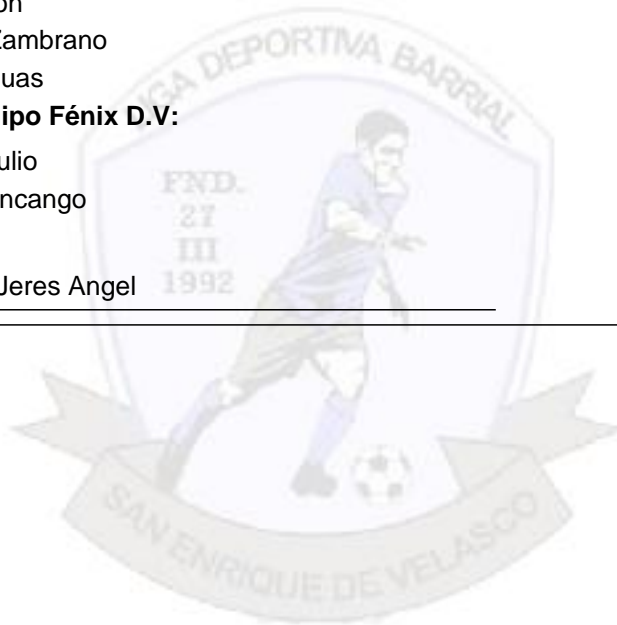 ón
Zambrano
uas
LIGA DEPORTIVA BARRIAL
ipo Fénix D.V:
ulio
ncango
FND.
27
III
1992
Jeres Angel
SAN ENRIQUE DE VELASCO